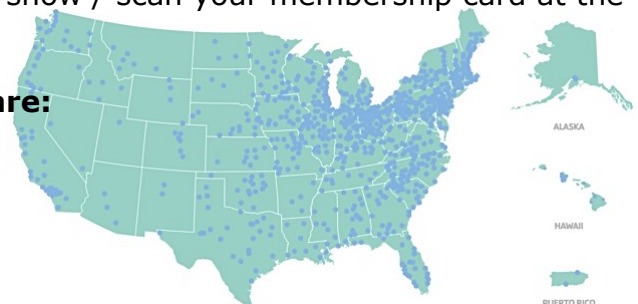 show / scan your membership card at the
are:
ALASKA
HAWAII
PUERTO RICO